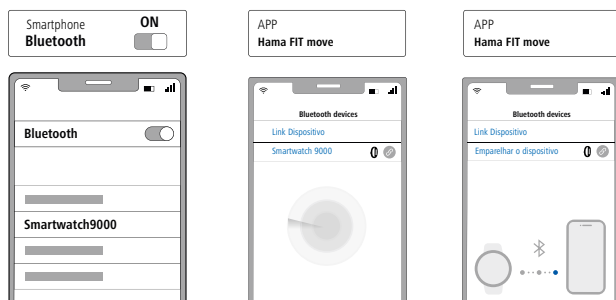 Smartphone
ON
Bluetooth
Bluetooth
Smartwatch9000
APP
Hama FIT move
Bluetooth devices
Link Dispositivo
Smartwatch 9000
APP
Hama FIT move
Bluetooth devices
Link Dispositivo
Emparelhar o dispositivo